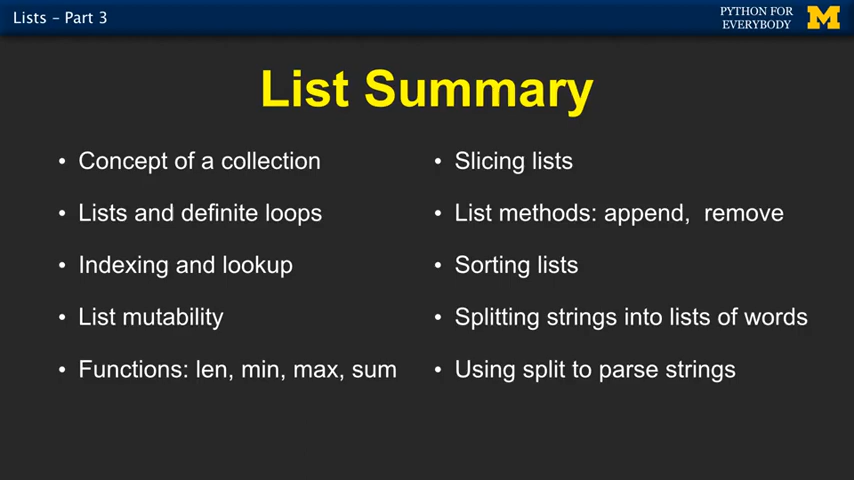 Lists – Part 3
PYTHON FOR
EVERYBODY
M
List Summary
• Concept of a collection
• Lists and definite loops
• Indexing and lookup
• List mutability
• Functions: len, min, max, sum
• Slicing lists
• List methods: append, remove
• Sorting lists
• Splitting strings into lists of words
• Using split to parse strings